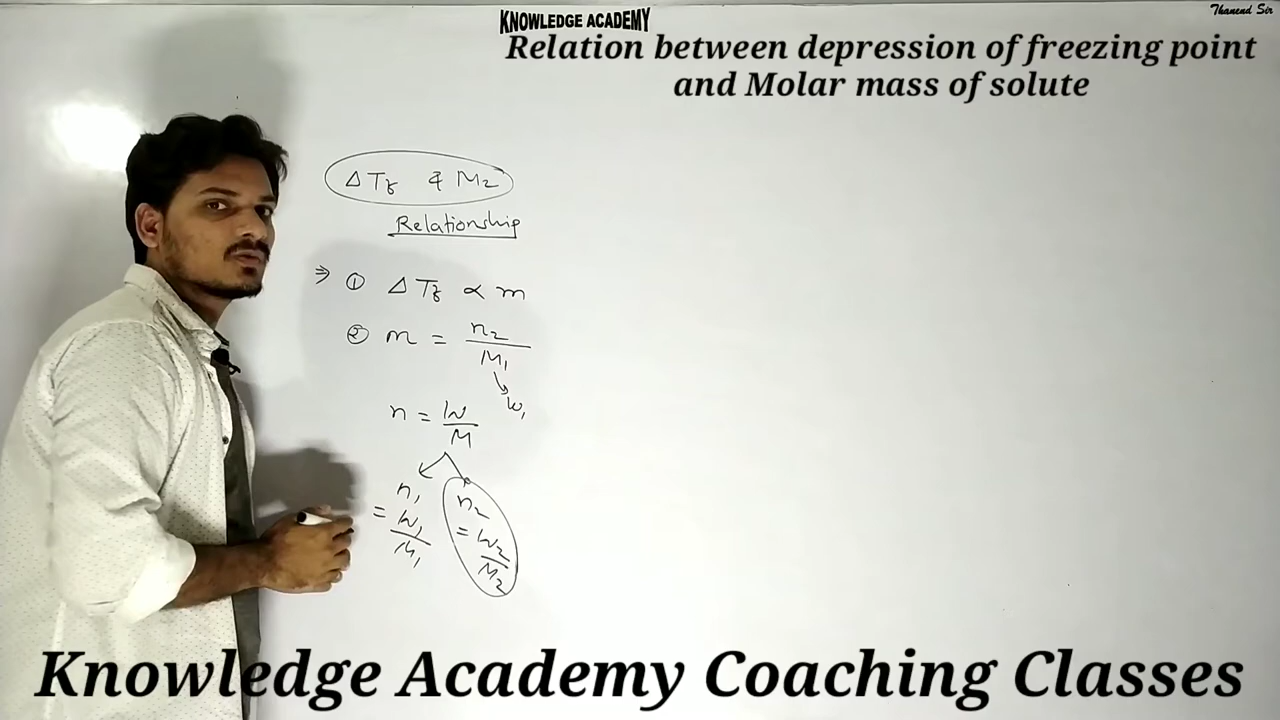 KNOWLEDGE ACADEMY
Thanend Sir
Relation between depression of freezing point
and Molar mass of solute
ΔTf & M2
Relationship
⇒ ① ΔTf ∝ m
② m = n2/M1
W1
n = W/M
n1 = W1/M1
n2 = W2/M2
Knowledge Academy Coaching Classes